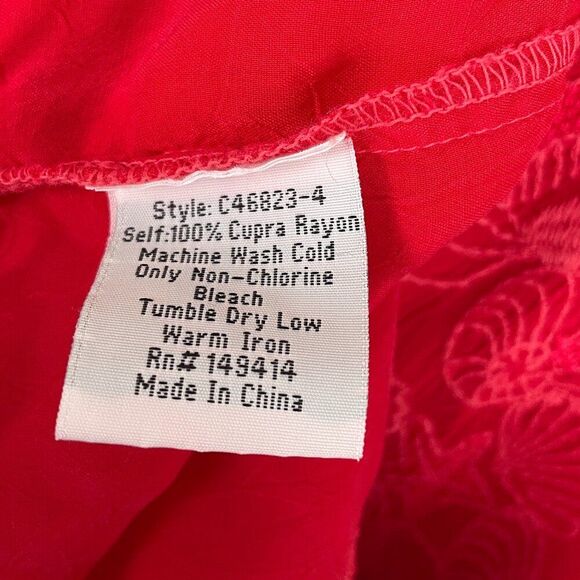 Style: C46823-4
Self:100% Cupra Rayon
Machine Wash Cold
Only Non-Chlorine
Bleach
Tumble Dry Low
Warm Iron
Rn# 149414
Made In China